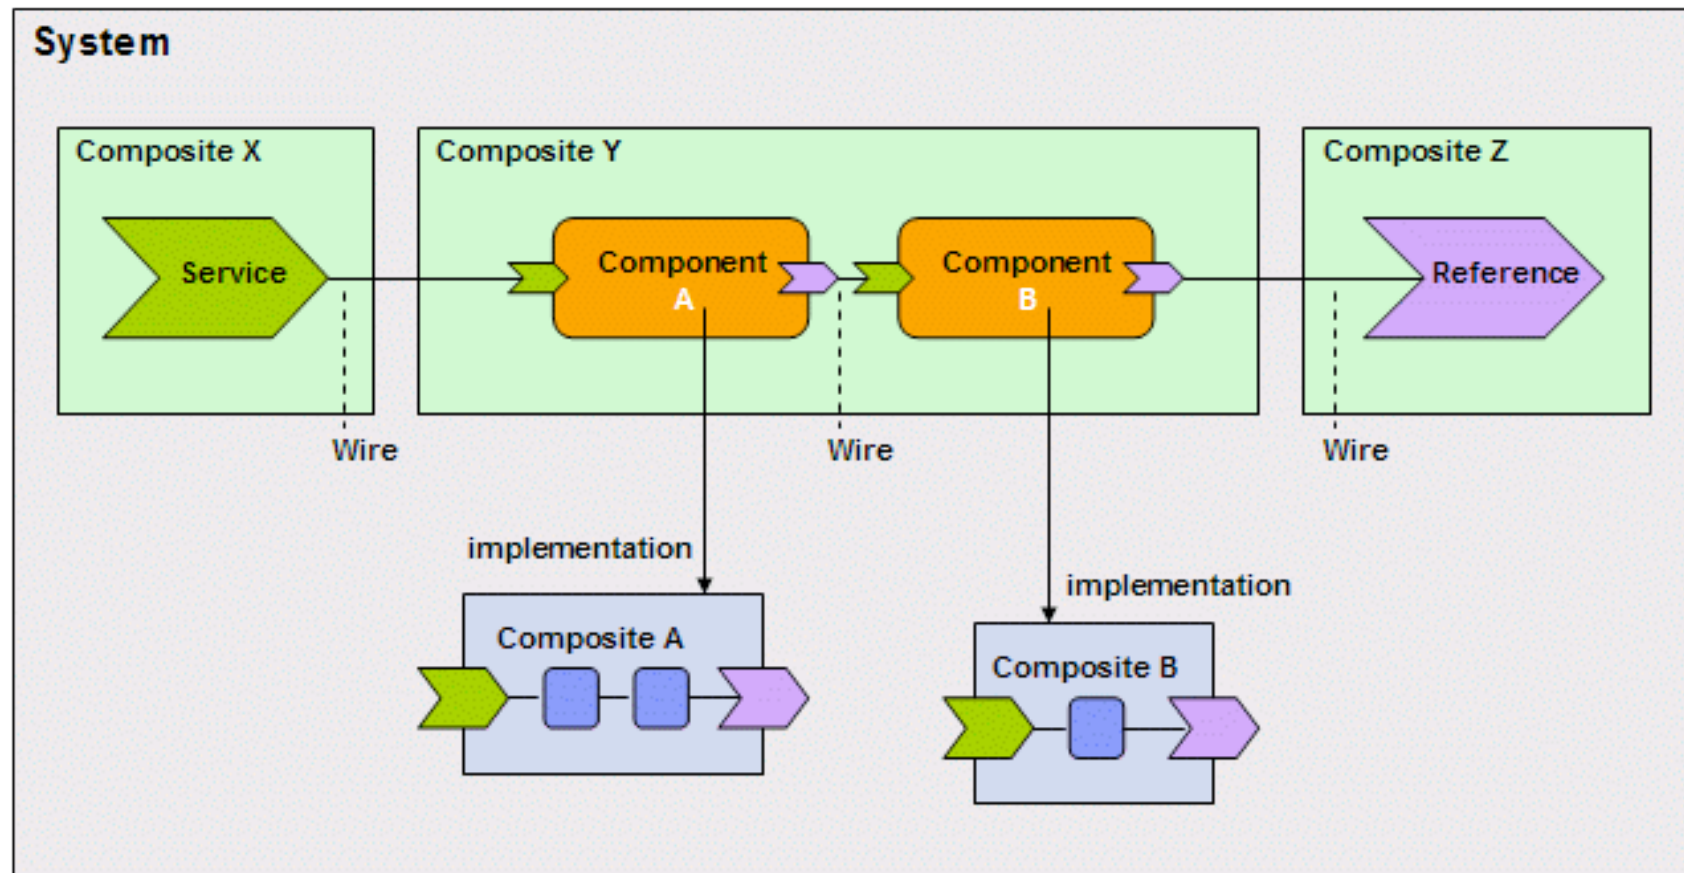 System
Composite X
Composite Y
Composite Z
Service
Component
A
Component
B
Reference
Wire
Wire
Wire
implementation
implementation
Composite A
Composite B